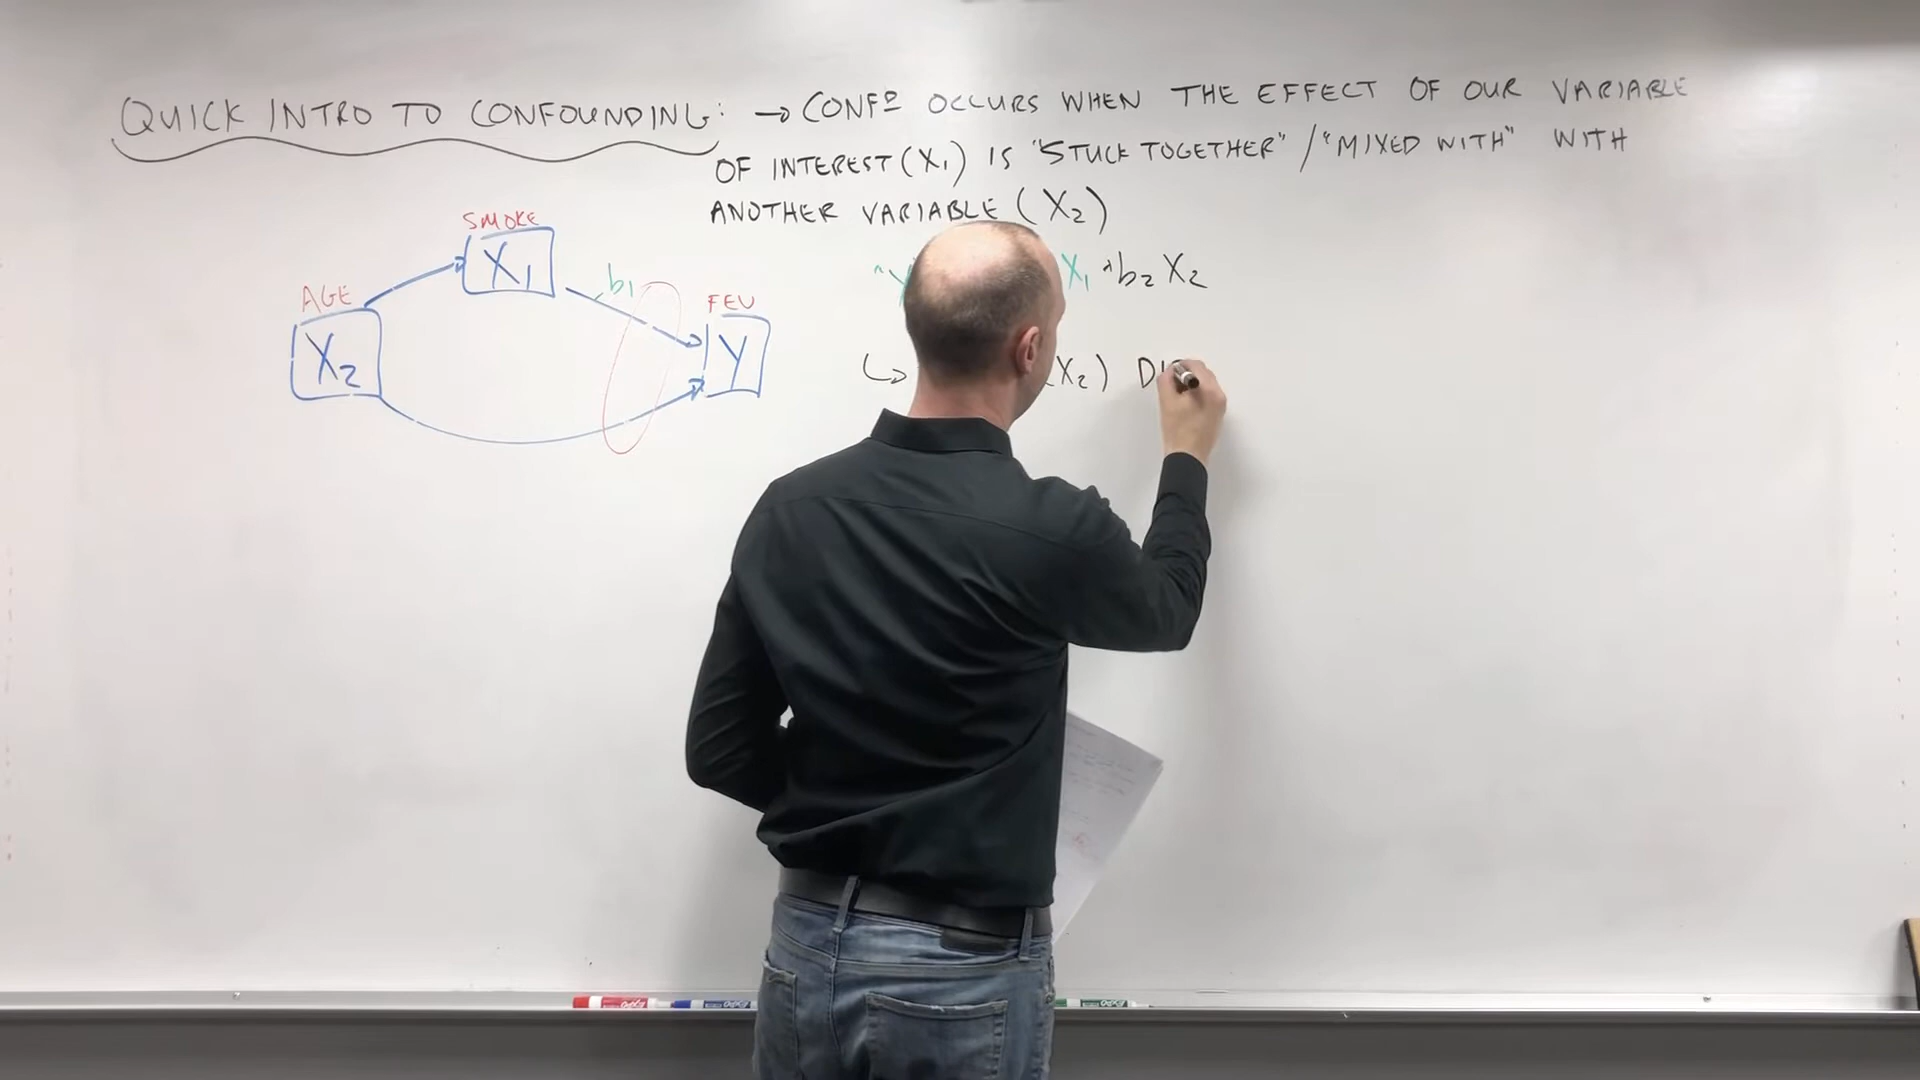 QUICK INTRO TO CONFOUNDING: → CONFᴰ OCCURS WHEN THE EFFECT OF OUR VARIABLE
OF INTEREST (X₁) IS "STUCK TOGETHER" / "MIXED WITH" WITH
ANOTHER VARIABLE (X₂)
SMOKE
X₁
b₁
AGE
X₂
FEV
Y
X₁ + b₂ X₂
(X₂)